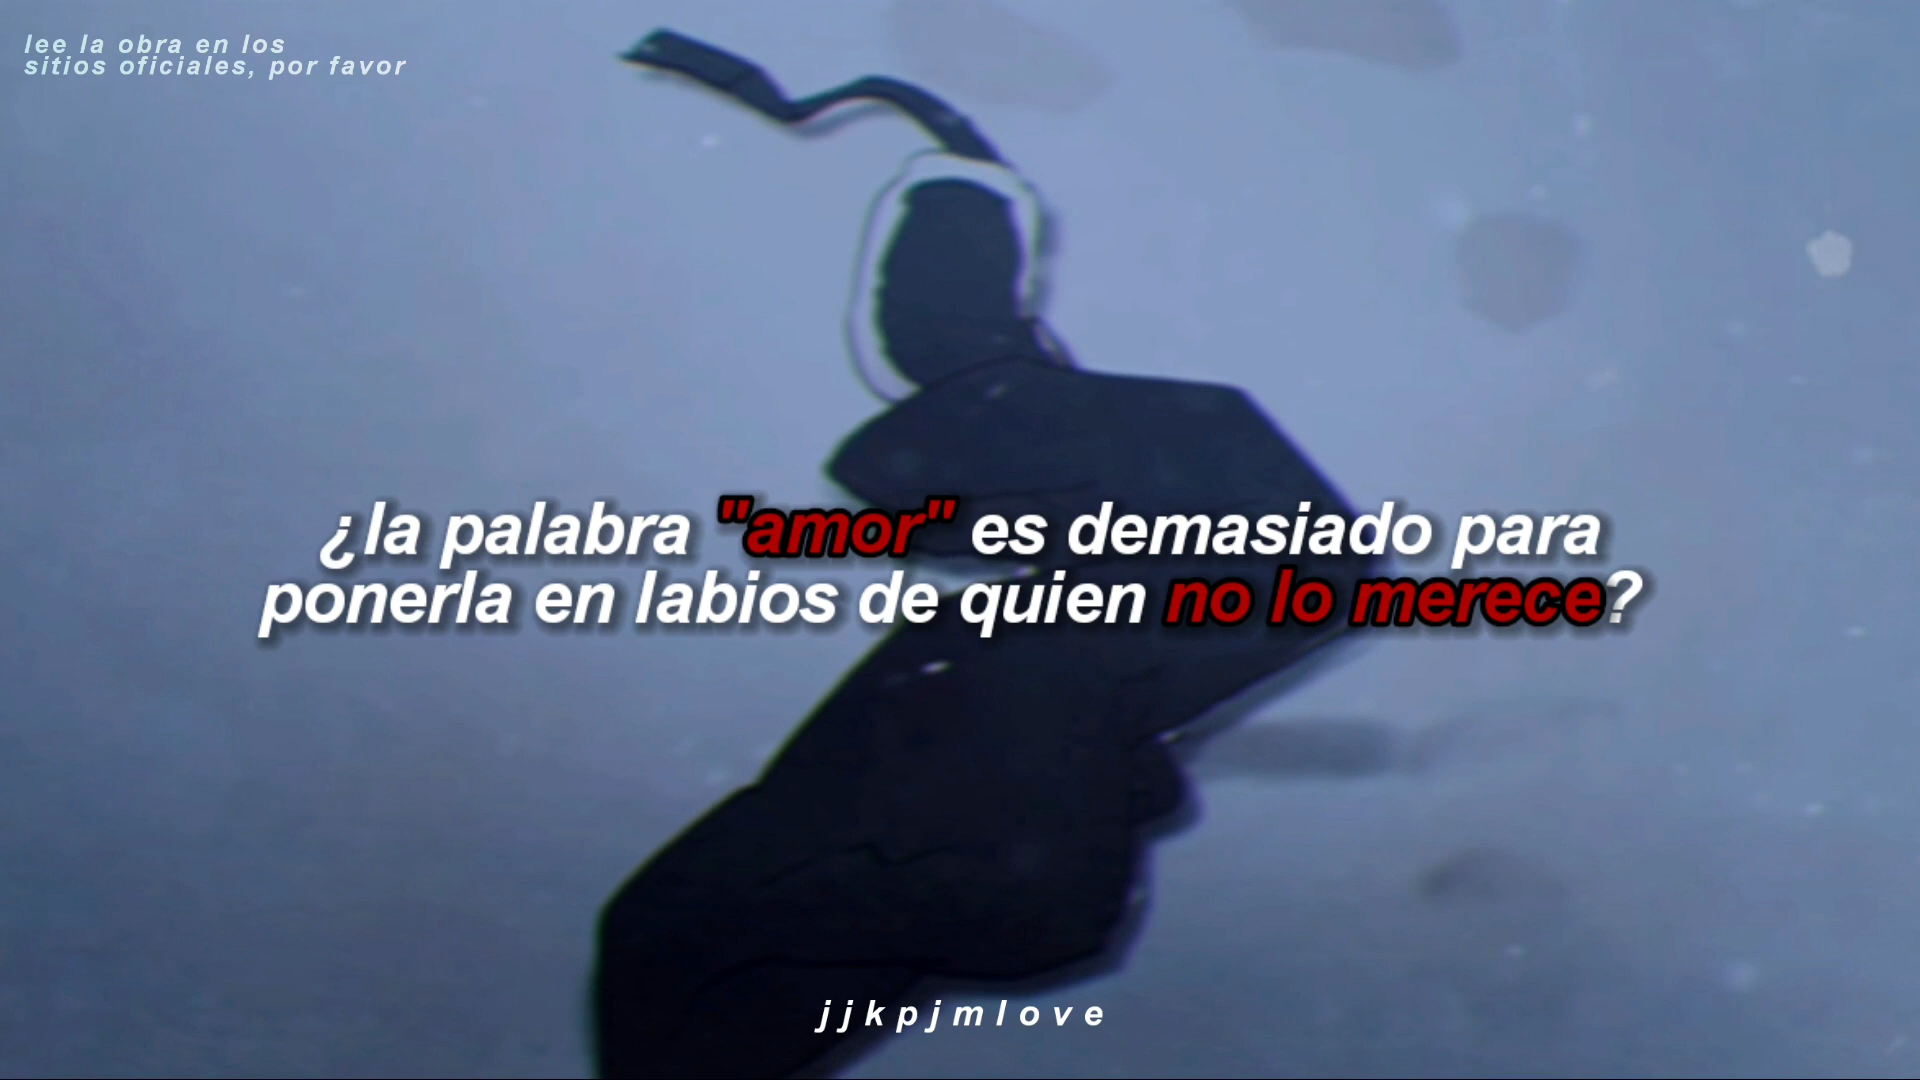 lee la obra en los
sitios oficiales, por favor
¿la palabra "amor" es demasiado para
ponerla en labios de quien no lo merece?
jjkpjmlove